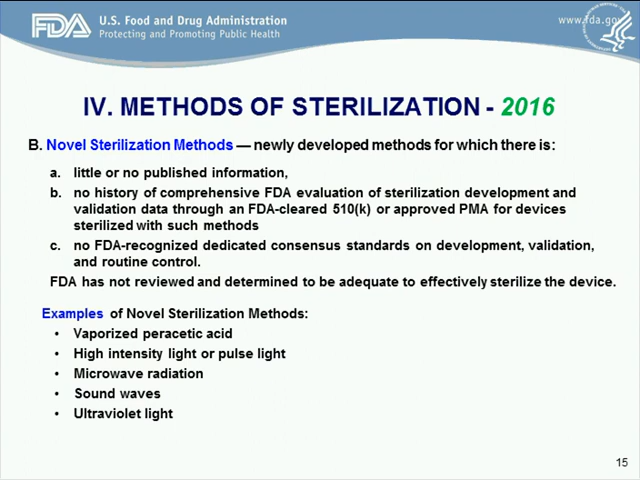 FDA
U.S. Food and Drug Administration
Protecting and Promoting Public Health
www.fda.gov
IV. METHODS OF STERILIZATION - 2016
B. Novel Sterilization Methods — newly developed methods for which there is:
a. little or no published information,
b. no history of comprehensive FDA evaluation of sterilization development and
validation data through an FDA-cleared 510(k) or approved PMA for devices
sterilized with such methods
c. no FDA-recognized dedicated consensus standards on development, validation,
and routine control.
FDA has not reviewed and determined to be adequate to effectively sterilize the device.
Examples of Novel Sterilization Methods:
• Vaporized peracetic acid
• High intensity light or pulse light
• Microwave radiation
• Sound waves
• Ultraviolet light
15